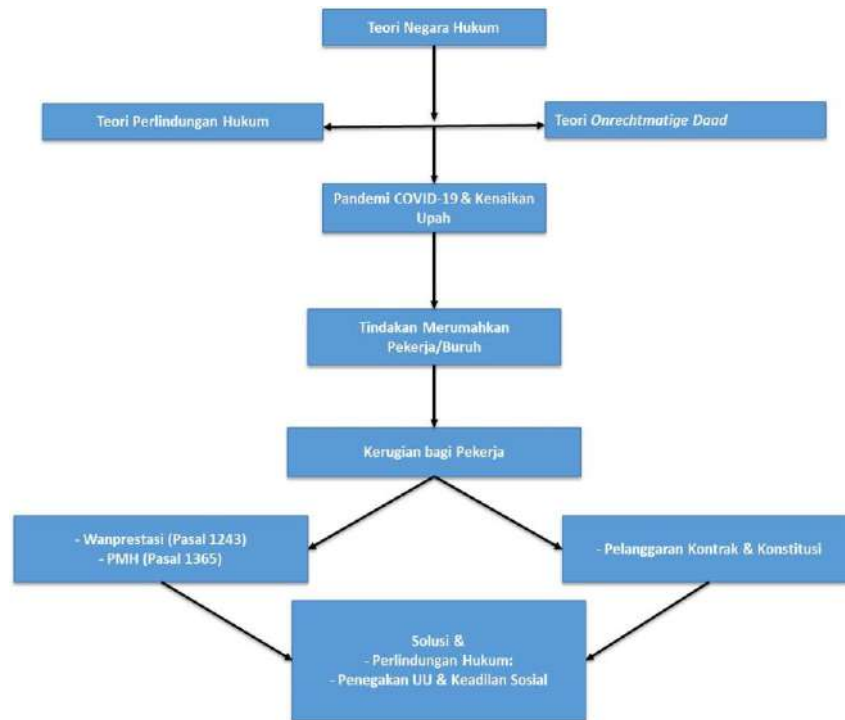 Teori Negara Hukum
Teori Perlindungan Hukum
Teori Onrechtmatige Daad
Pandemi COVID-19 & Kenaikan
Upah
Tindakan Merumahkan
Pekerja/Buruh
Kerugian bagi Pekerja
- Wanprestasi (Pasal 1243)
- PMH (Pasal 1365)
- Pelanggaran Kontrak & Konstitusi
Solusi &
- Perlindungan Hukum:
- Penegakan UU & Keadilan Sosial